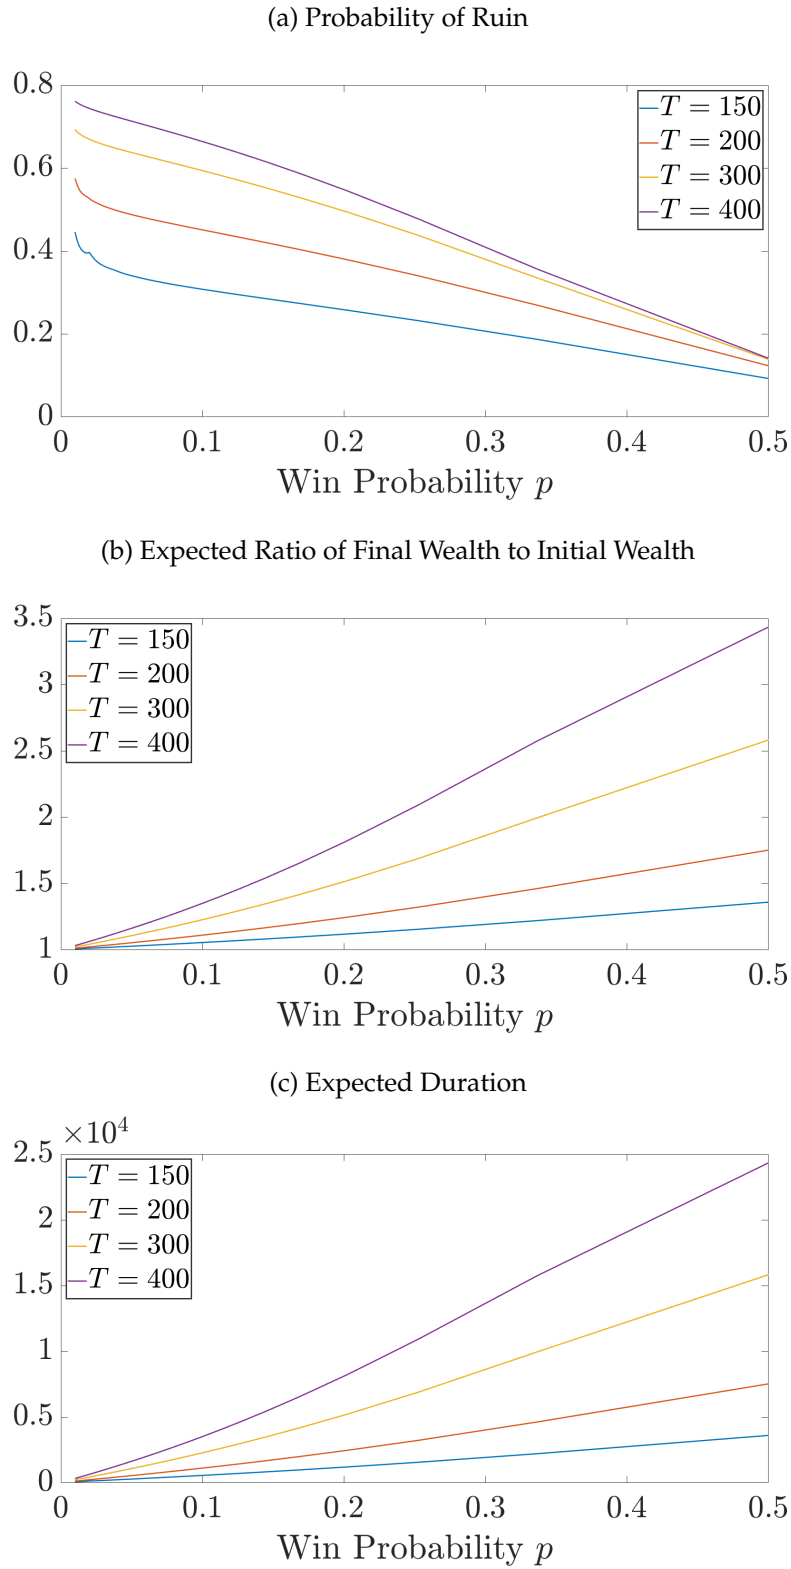 (a) Probability of Ruin
0.8
0.6
0.4
0.2
0
T = 150
T = 200
T = 300
T = 400
0 0.1 0.2 0.3 0.4 0.5
Win Probability p
(b) Expected Ratio of Final Wealth to Initial Wealth
3.5
3
2.5
2
1.5
1
T = 150
T = 200
T = 300
T = 400
0 0.1 0.2 0.3 0.4 0.5
Win Probability p
(c) Expected Duration
×10⁴
2.5
2
1.5
1
0.5
0
T = 150
T = 200
T = 300
T = 400
0 0.1 0.2 0.3 0.4 0.5
Win Probability p